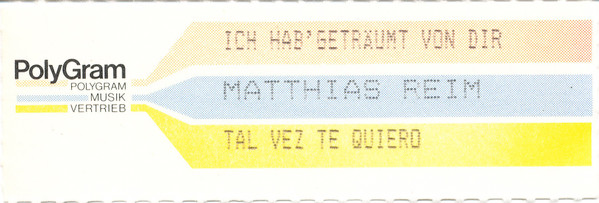 ICH HAB'GETRÄUMT VON DIR
PolyGram
POLYGRAM
MUSIK
VERTRIEB
MATTHIAS REIM
TAL VEZ TE QUIERO